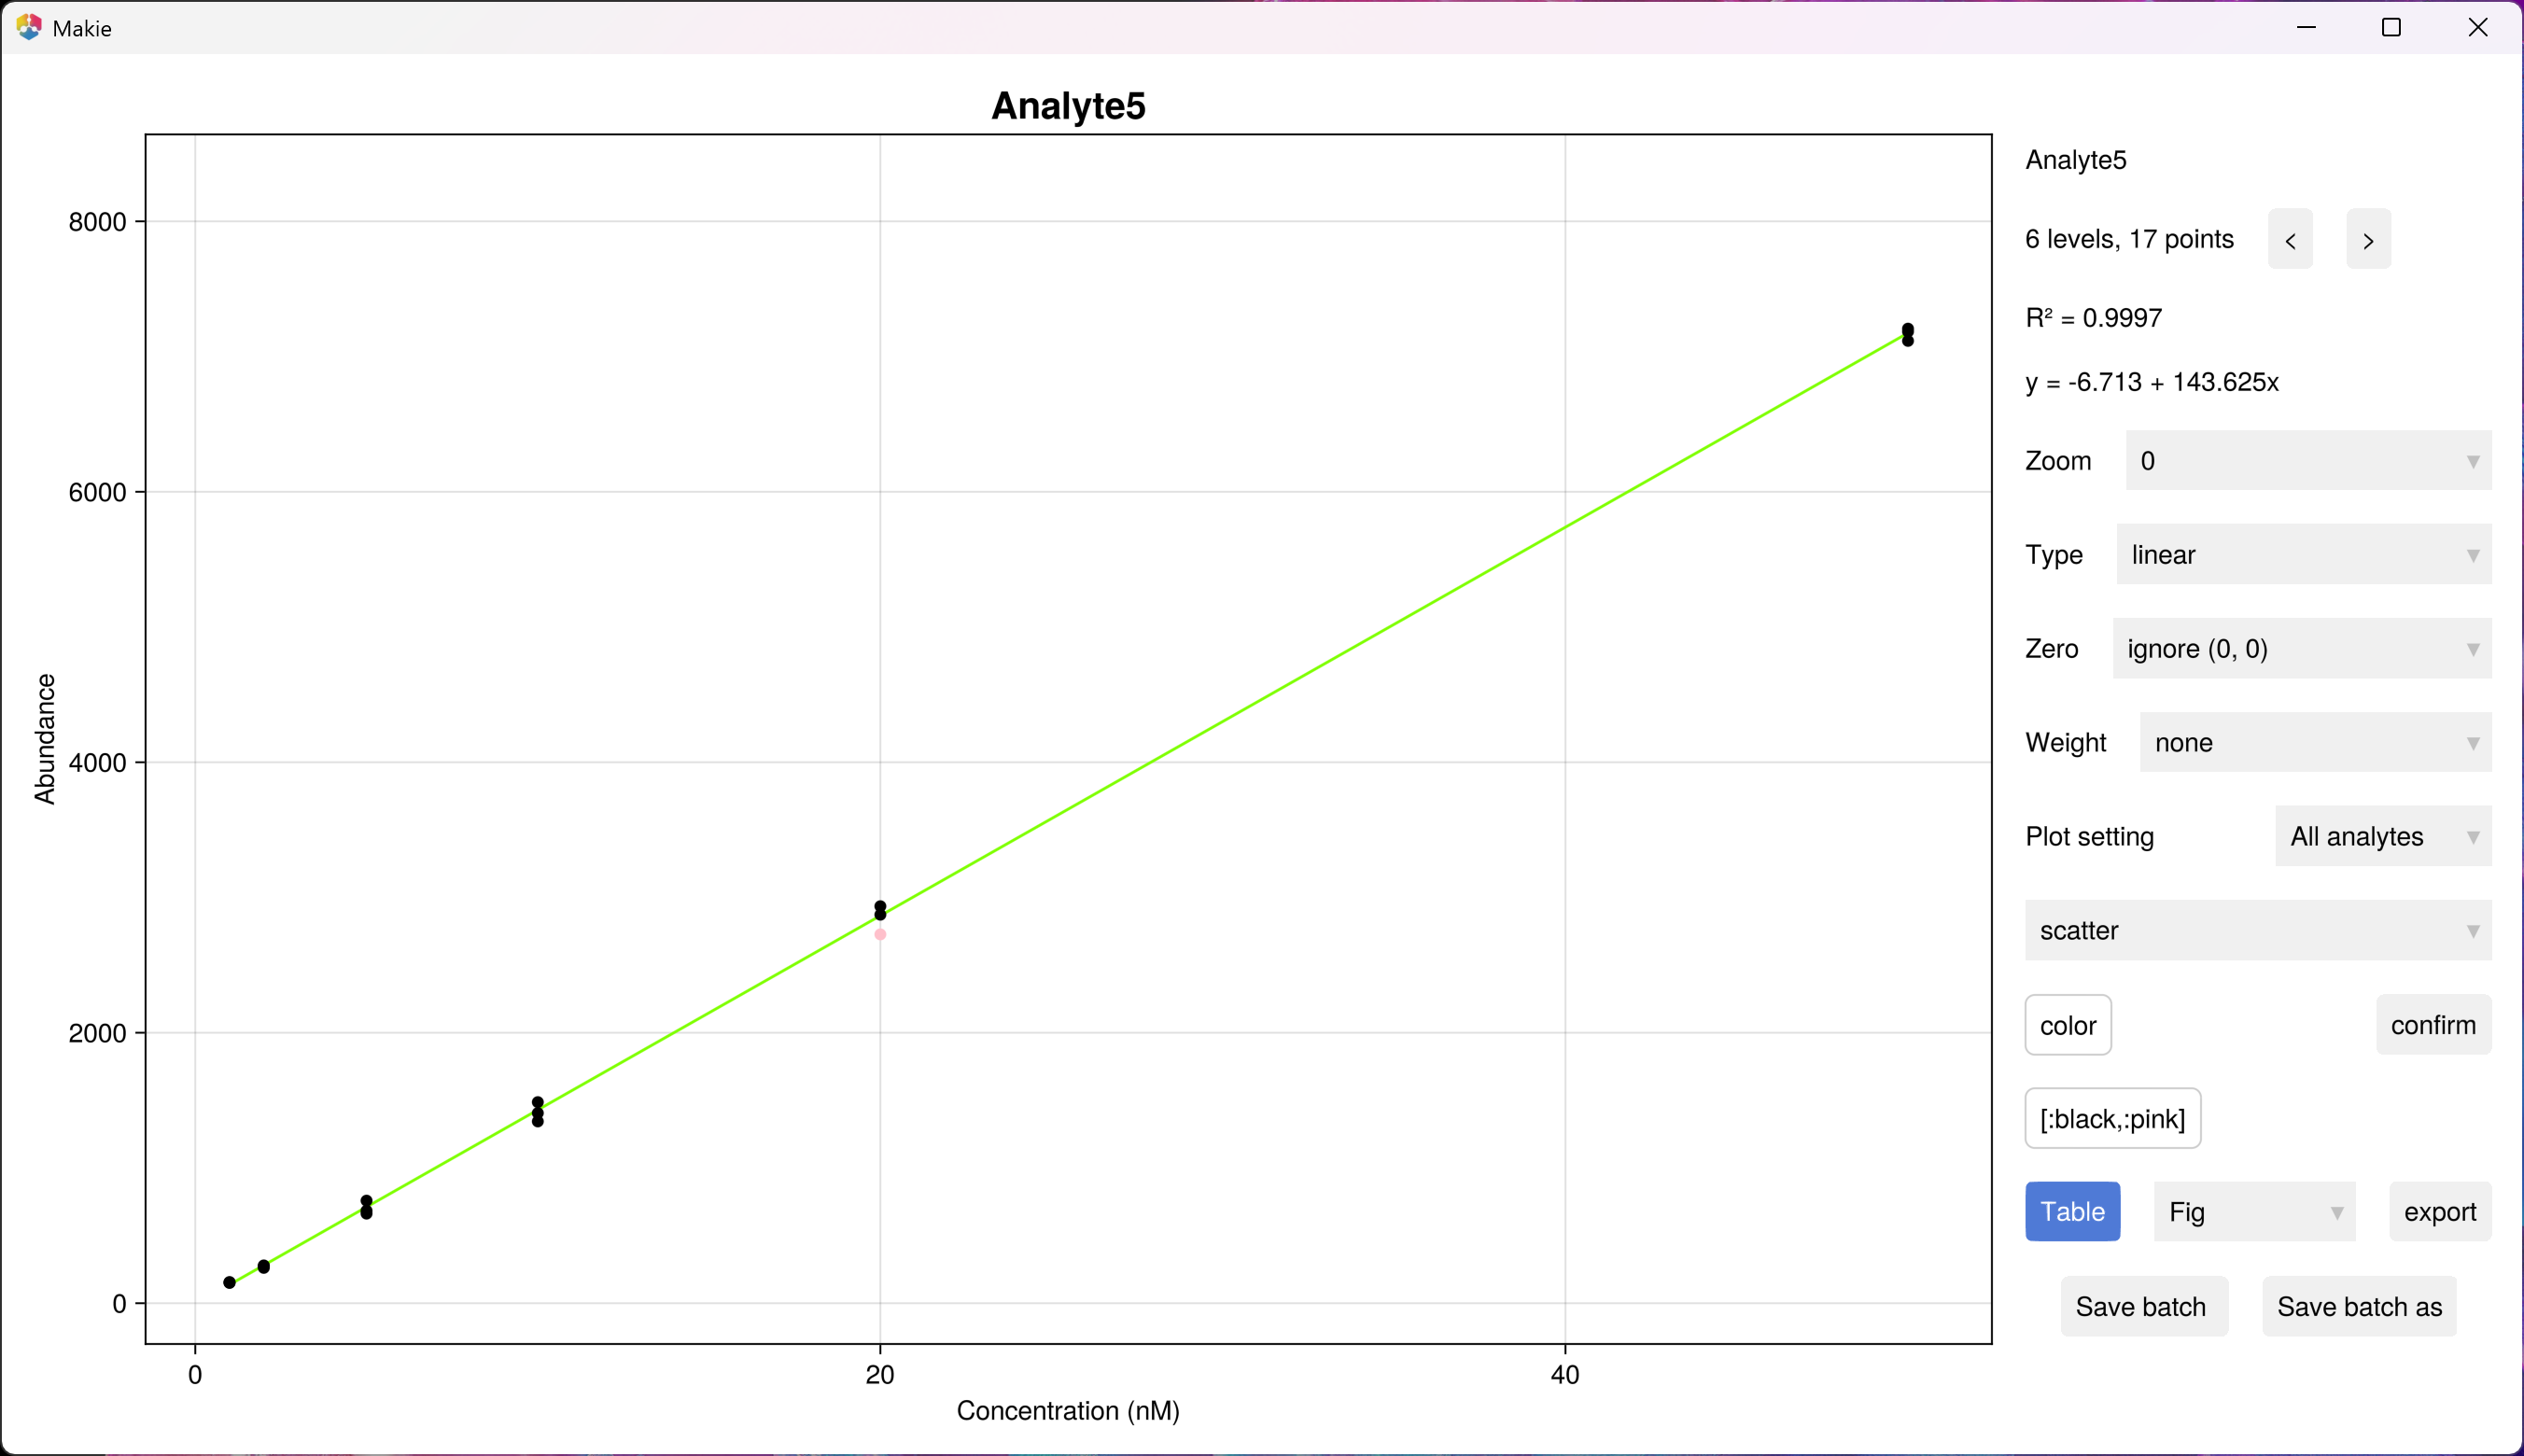 Makie
Analyte5
8000
6000
4000
2000
0
Abundance
0
20
40
Concentration (nM)
Analyte5
6 levels, 17 points
<
>
R² = 0.9997
y = -6.713 + 143.625x
Zoom
0
Type
linear
Zero
ignore (0, 0)
Weight
none
Plot setting
All analytes
scatter
color
confirm
[:black,:pink]
Table
Fig
export
Save batch
Save batch as